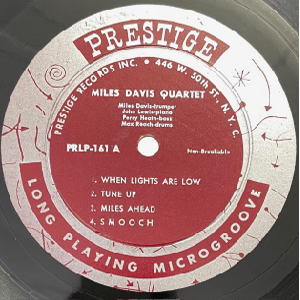 PRESTIGE
PRESTIGE RECORDS INC. • 446 W. 50th ST., N.Y.C.
MILES DAVIS QUARTET
Miles Davis-trumpet
John Lewis-piano
Percy Heath-bass
Max Roach-drums
PRLP-161 A
Non-Breakable
1. WHEN LIGHTS ARE LOW
2. TUNE UP
3. MILES AHEAD
4. SMOOCH
LONG PLAYING MICROGROOVE